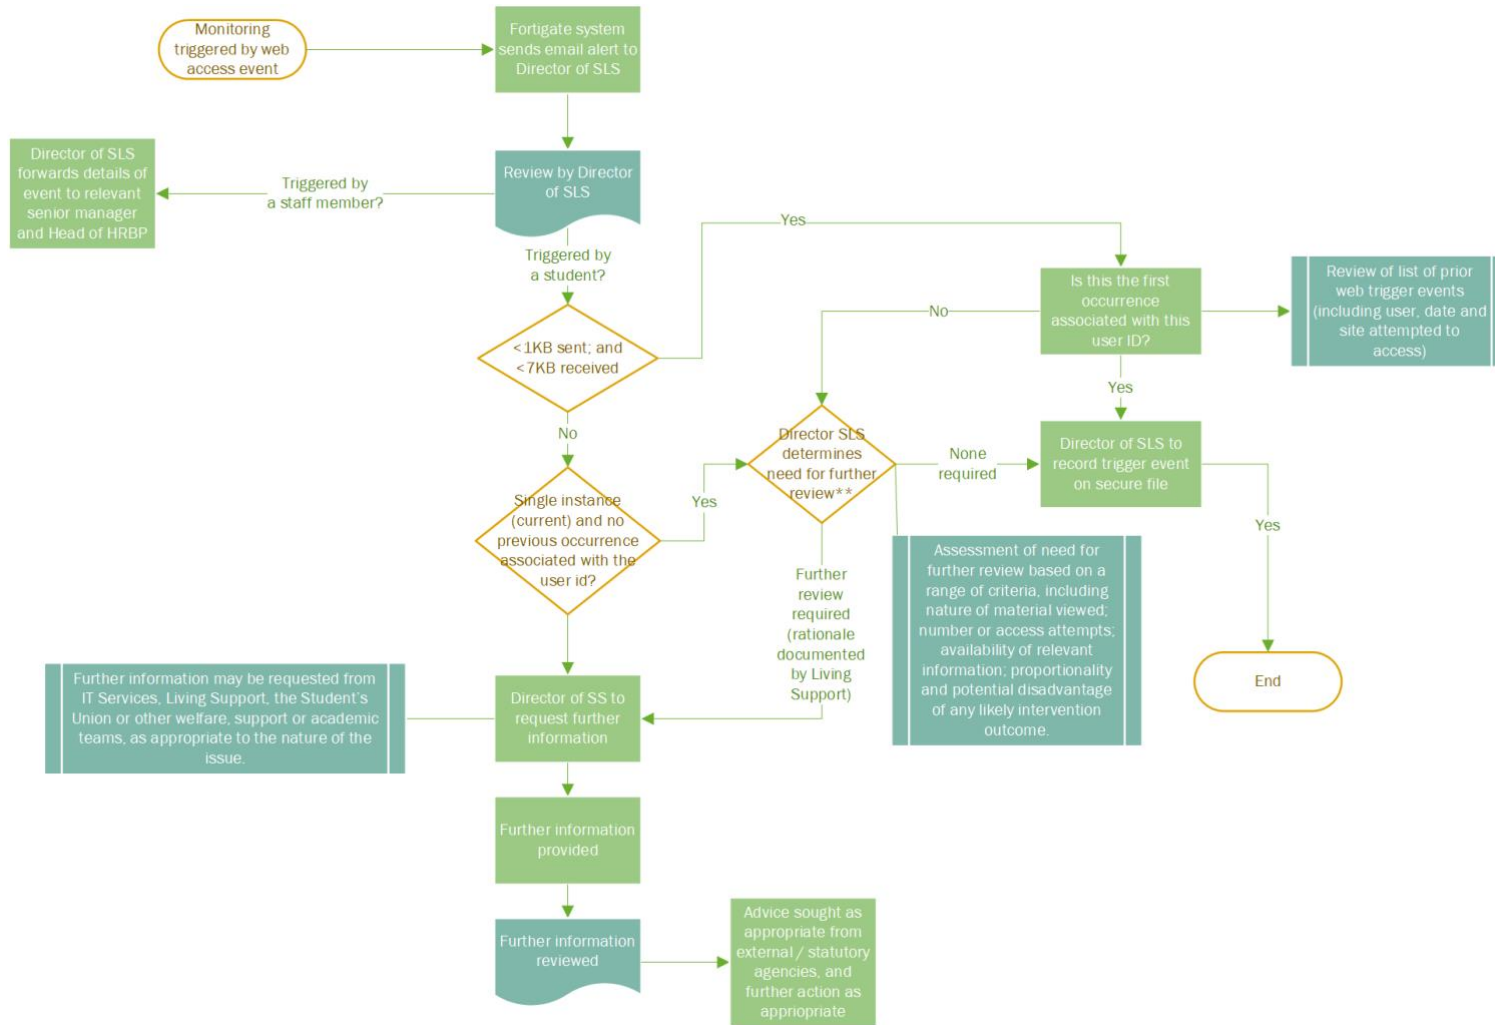 Monitoring
triggered by web
access event
Fortigate system
sends email alert to
Director of SLS
Director of SLS
forwards details of
event to relevant
senior manager
and Head of HRBP
Triggered by
a staff member?
Review by Director
of SLS
Triggered by
a student?
Yes
Is this the first
occurrence
associated with this
user ID?
Review of list of prior
web trigger events
(including user, date and
site attempted to
access)
No
<1KB sent; and
<7KB received
Yes
No
Director SLS
determines
need for further
review**
None
required
Director of SLS to
record trigger event
on secure file
Single instance
(current) and no
previous occurrence
associated with the
user id?
Yes
Yes
Further
review
required
(rationale
documented
by Living
Support)
Assessment of need for
further review based on a
range of criteria, including
nature of material viewed;
number or access attempts;
availability of relevant
information; proportionality
and potential disadvantage
of any likely intervention
outcome.
End
Further information may be requested from
IT Services, Living Support, the Student's
Union or other welfare, support or academic
teams, as appropriate to the nature of the
issue.
Director of SS to
request further
information
Further information
provided
Further information
reviewed
Advice sought as
appropriate from
external / statutory
agencies, and
further action as
appriopriate